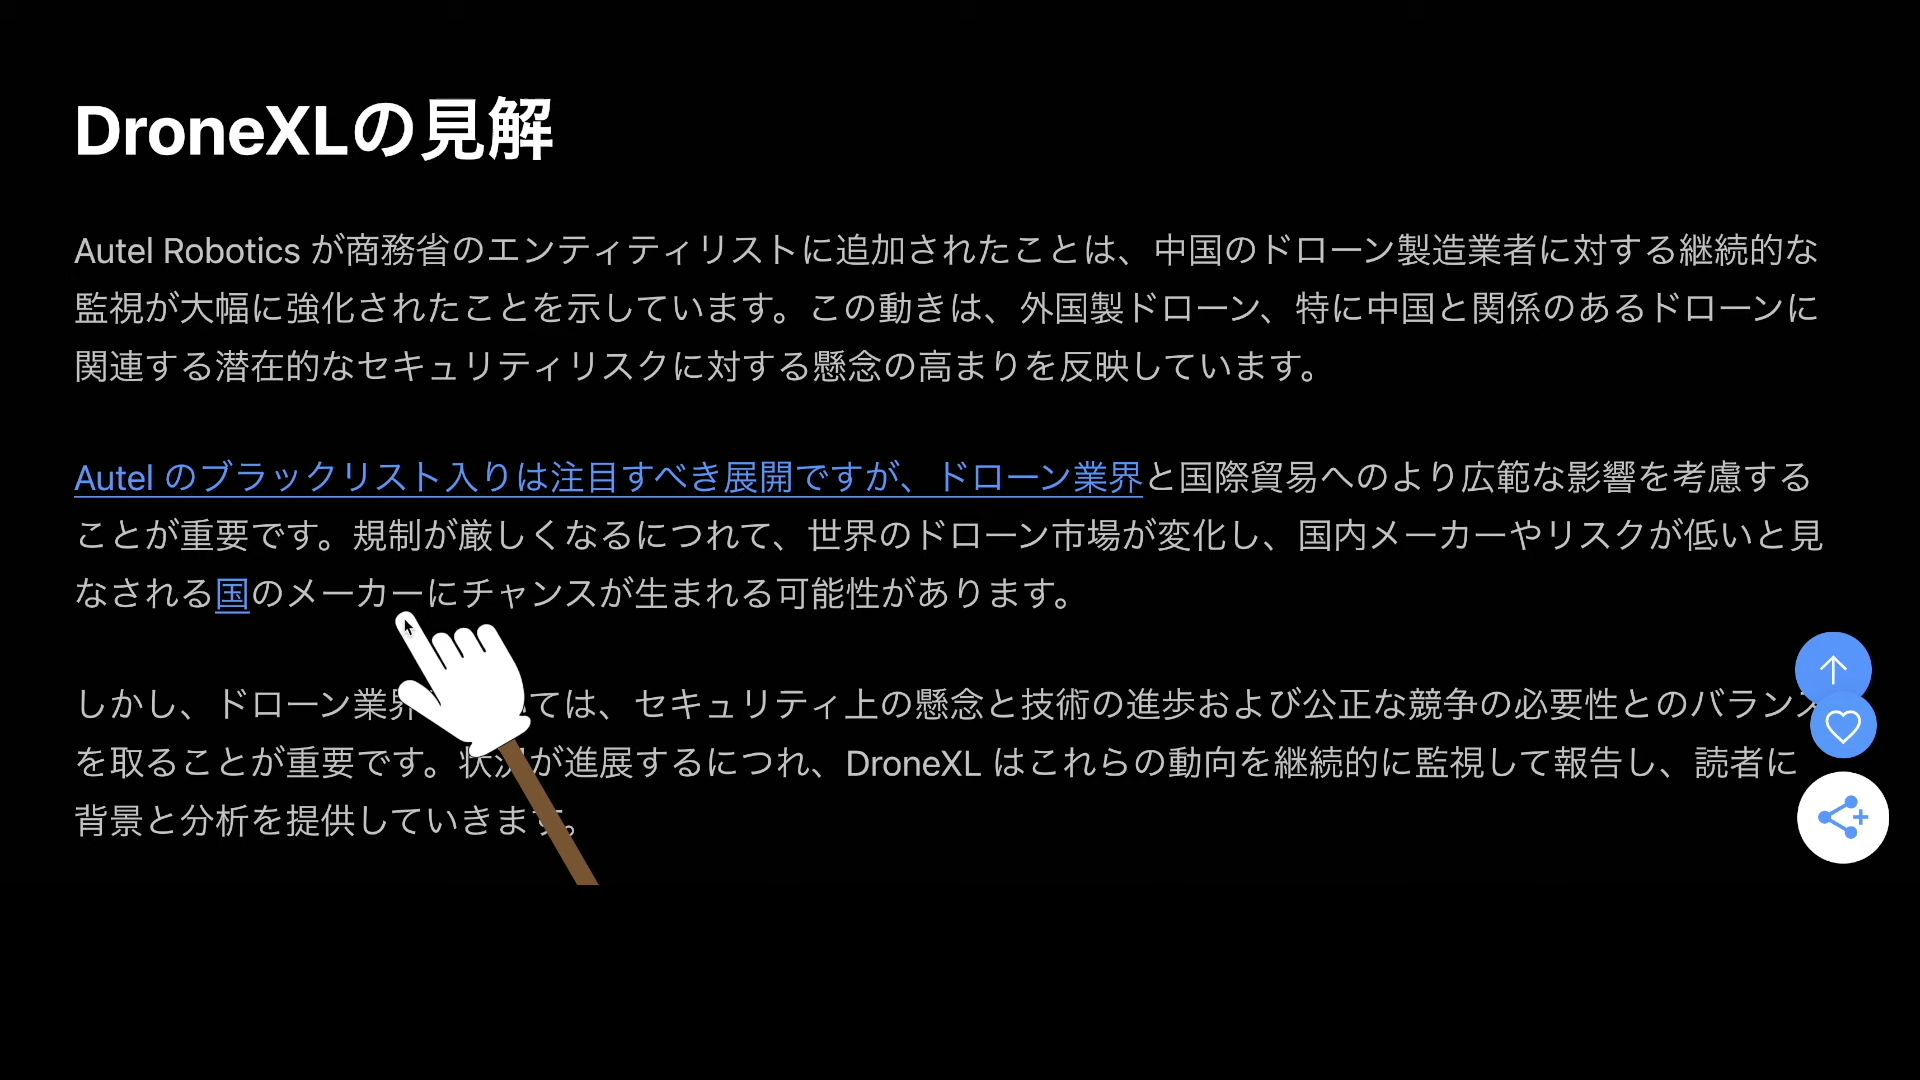 DroneXLの見解
Autel Robotics が商務省のエンティティリストに追加されたことは、中国のドローン製造業者に対する継続的な
監視が大幅に強化されたことを示しています。この動きは、外国製ドローン、特に中国と関係のあるドローンに
関連する潜在的なセキュリティリスクに対する懸念の高まりを反映しています。
Autel のブラックリスト入りは注目すべき展開ですが、ドローン業界と国際貿易へのより広範な影響を考慮する
ことが重要です。規制が厳しくなるにつれて、世界のドローン市場が変化し、国内メーカーやリスクが低いと見
なされる国のメーカーにチャンスが生まれる可能性があります。
しかし、ドローン業界 ては、セキュリティ上の懸念と技術の進歩および公正な競争の必要性とのバランス
を取ることが重要です。状況が進展するにつれ、DroneXL はこれらの動向を継続的に監視して報告し、読者に
背景と分析を提供していきます。